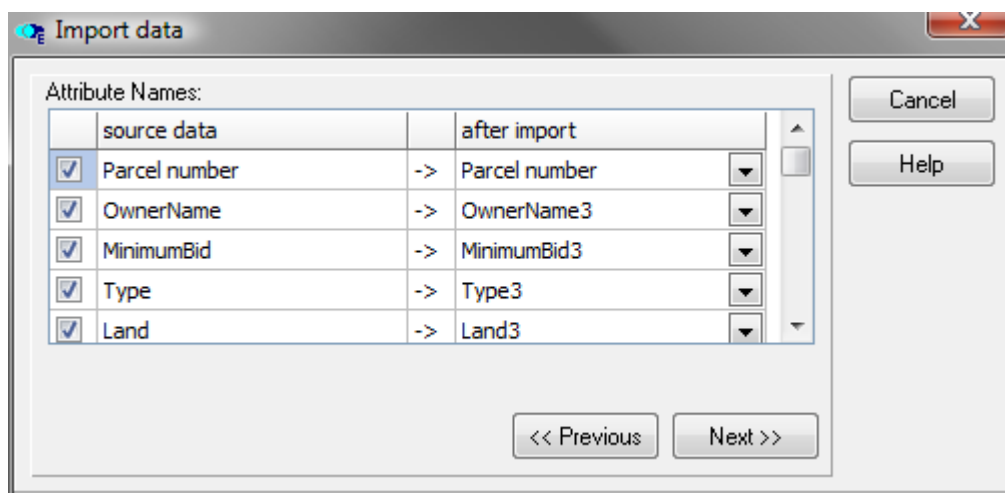 Import data
X
Attribute Names:
source data after import
Parcel number -> Parcel number
OwnerName -> OwnerName3
MinimumBid -> MinimumBid3
Type -> Type3
Land -> Land3
Cancel
Help
<< Previous Next >>